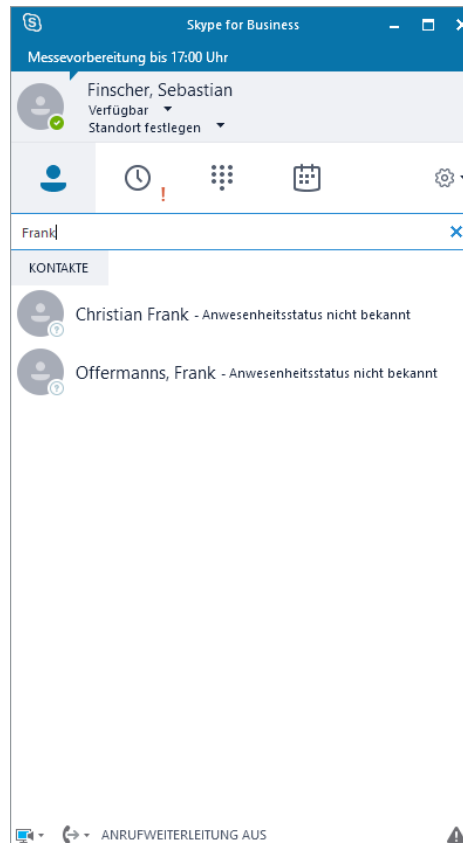 Skype for Business
Messevorbereitung bis 17:00 Uhr
Finscher, Sebastian
Verfügbar
Standort festlegen
Frank
KONTAKTE
Christian Frank - Anwesenheitsstatus nicht bekannt
Offermanns, Frank - Anwesenheitsstatus nicht bekannt
ANRUFWEITERLEITUNG AUS